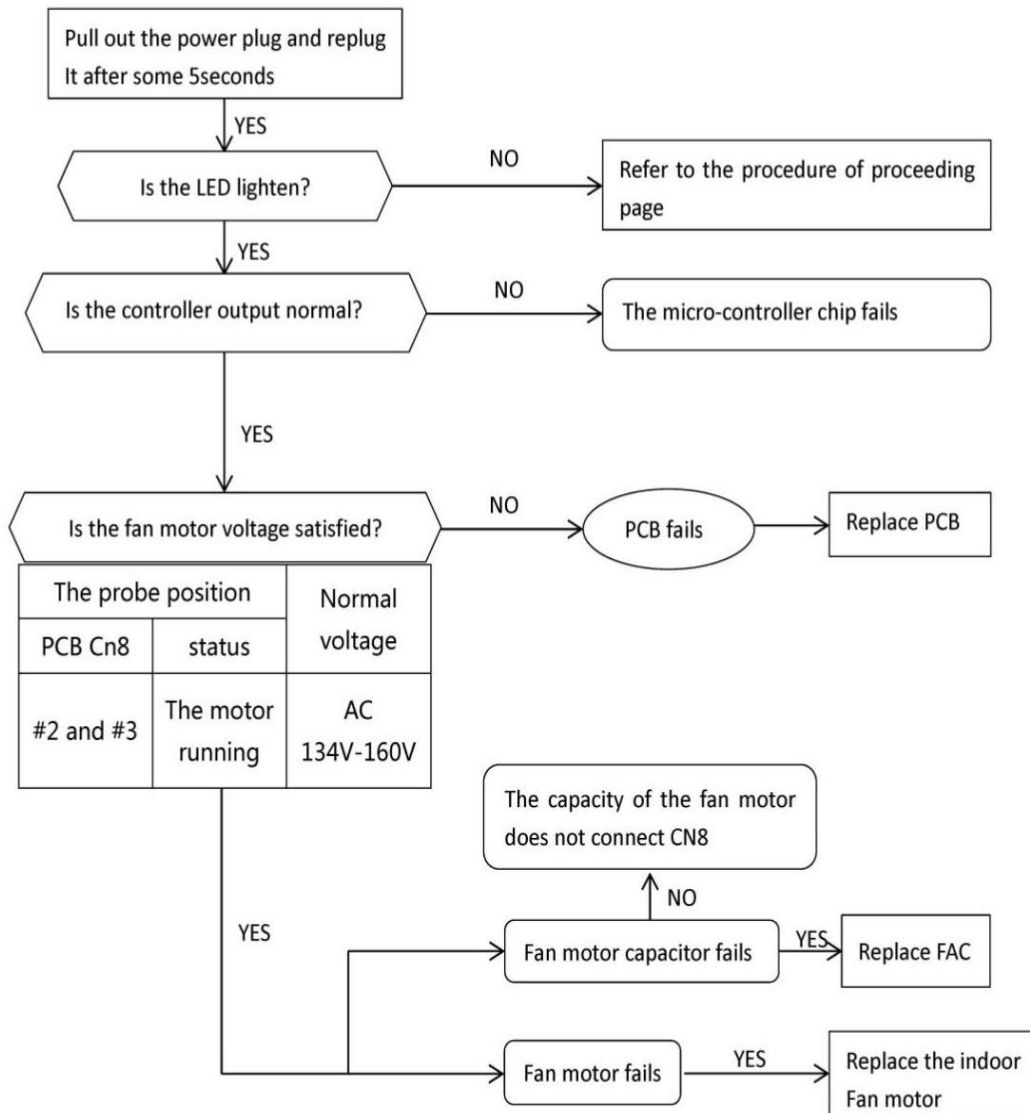 Pull out the power plug and replug
It after some 5seconds
YES
Is the LED lighten?
NO
Refer to the procedure of proceeding
page
YES
Is the controller output normal?
NO
The micro-controller chip fails
YES
Is the fan motor voltage satisfied?
NO
PCB fails
Replace PCB
The probe position
Normal
voltage
PCB Cn8
status
#2 and #3
The motor
running
AC
134V-160V
The capacity of the fan motor
does not connect CN8
NO
YES
Fan motor capacitor fails
YES
Replace FAC
Fan motor fails
YES
Replace the indoor
Fan motor